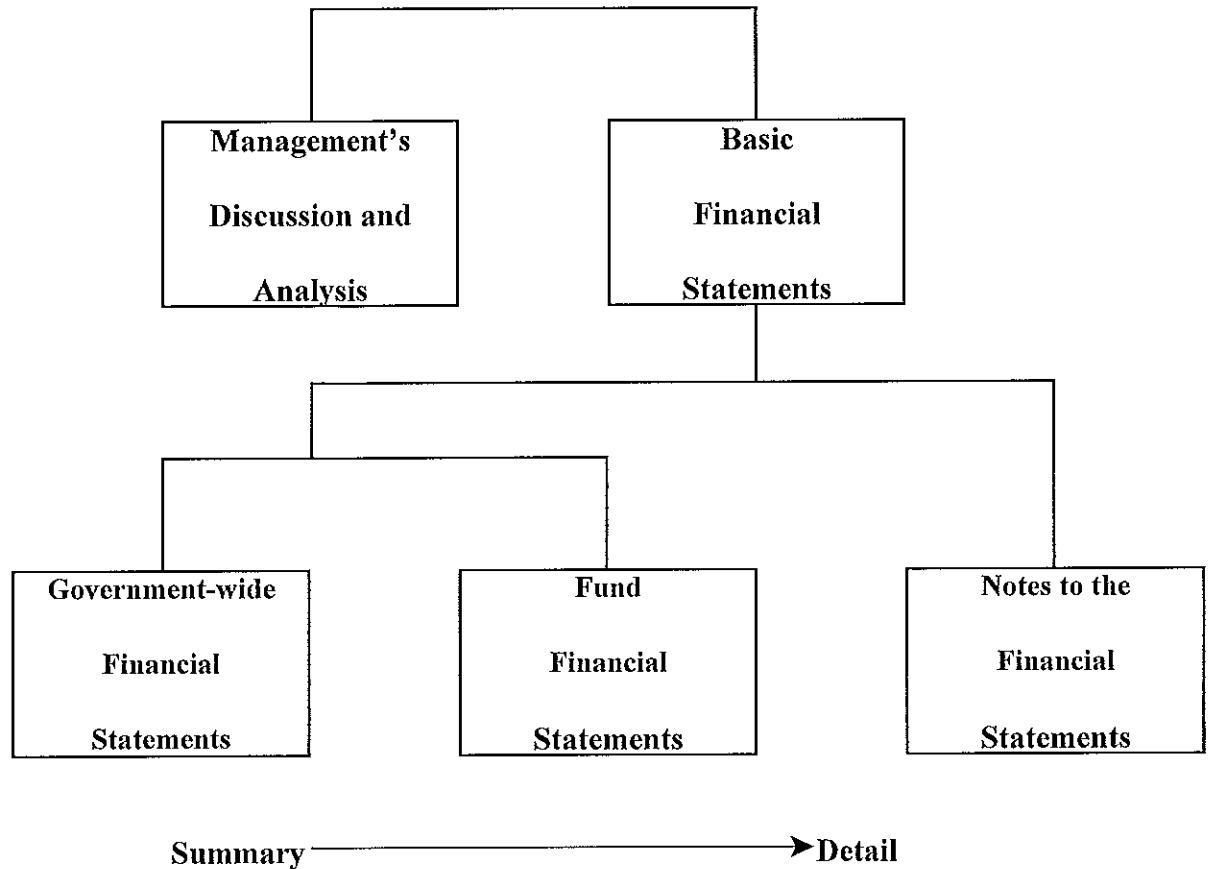 Management's
Discussion and
Analysis
Basic
Financial
Statements
Government-wide
Financial
Statements
Fund
Financial
Statements
Notes to the
Financial
Statements
Summary
Detail